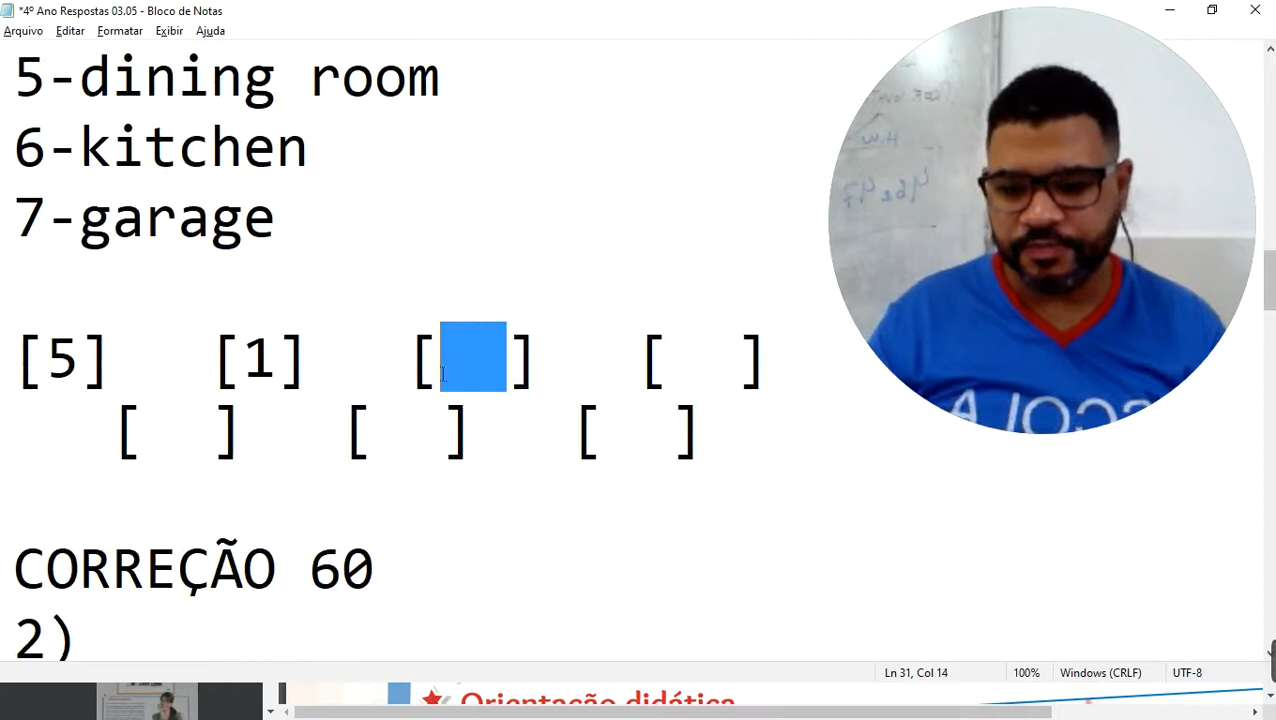 *4º Ano Respostas 03.05 - Bloco de Notas
Arquivo Editar Formatar Exibir Ajuda
5-dining room
6-kitchen
7-garage
[5] [1] [ ] [ ]
[ ] [ ] [ ]
CORREÇÃO 60
2)
Ln 31, Col 14 100% Windows (CRLF) UTF-8
Orientação didática
H.W